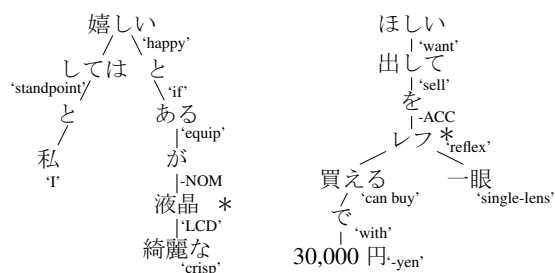 嬉しい
'happy'
しては と
'standpoint' 'if'
と ある
'equip'
私 が
'I' -NOM
液晶 *
'LCD'
綺麗な
'crisp'
ほしい
'want'
出して
'sell'
を
-ACC
レフ *
'reflex'
買える 一眼
'can buy' 'single-lens'
で
'with'
30,000 円 '-yen'